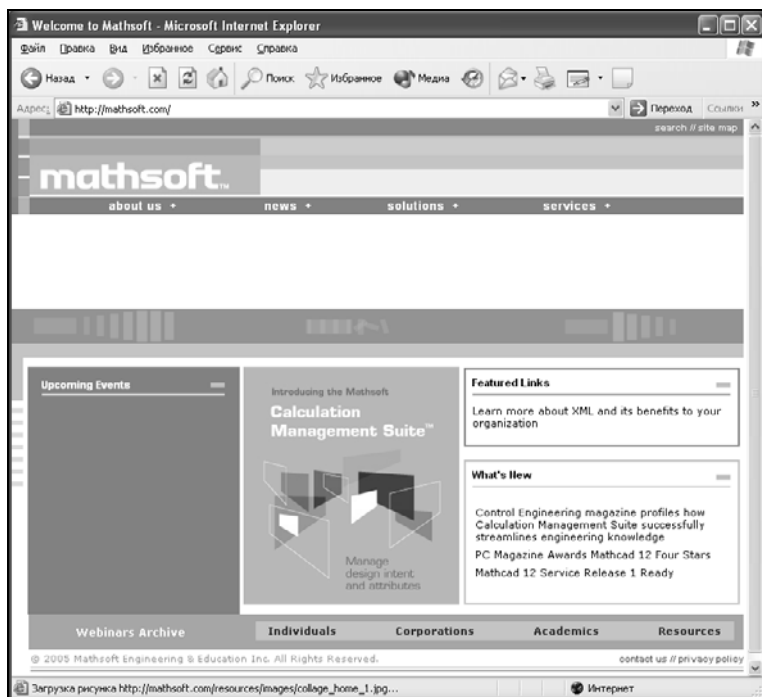 Welcome to Mathsoft - Microsoft Internet Explorer
Файл Правка Вид Избранное Сервис Справка
Назад Поиск Избранное Медиа
Адрес: http://mathsoft.com/ Переход Ссылки »
search // site map
mathsoft™
about us + news + solutions + services +
Upcoming Events
Introducing the Mathsoft
Calculation
Management Suite™
Manage
design intent
and attributes
Featured Links
Learn more about XML and its benefits to your
organization
What's New
Control Engineering magazine profiles how
Calculation Management Suite successfully
streamlines engineering knowledge
PC Magazine Awards Mathcad 12 Four Stars
Mathcad 12 Service Release 1 Ready
Webinars Archive Individuals Corporations Academics Resources
© 2005 Mathsoft Engineering & Education Inc. All Rights Reserved. contact us // privacy policy
Загрузка рисунка http://mathsoft.com/resources/images/collage_home_1.jpg... Интернет